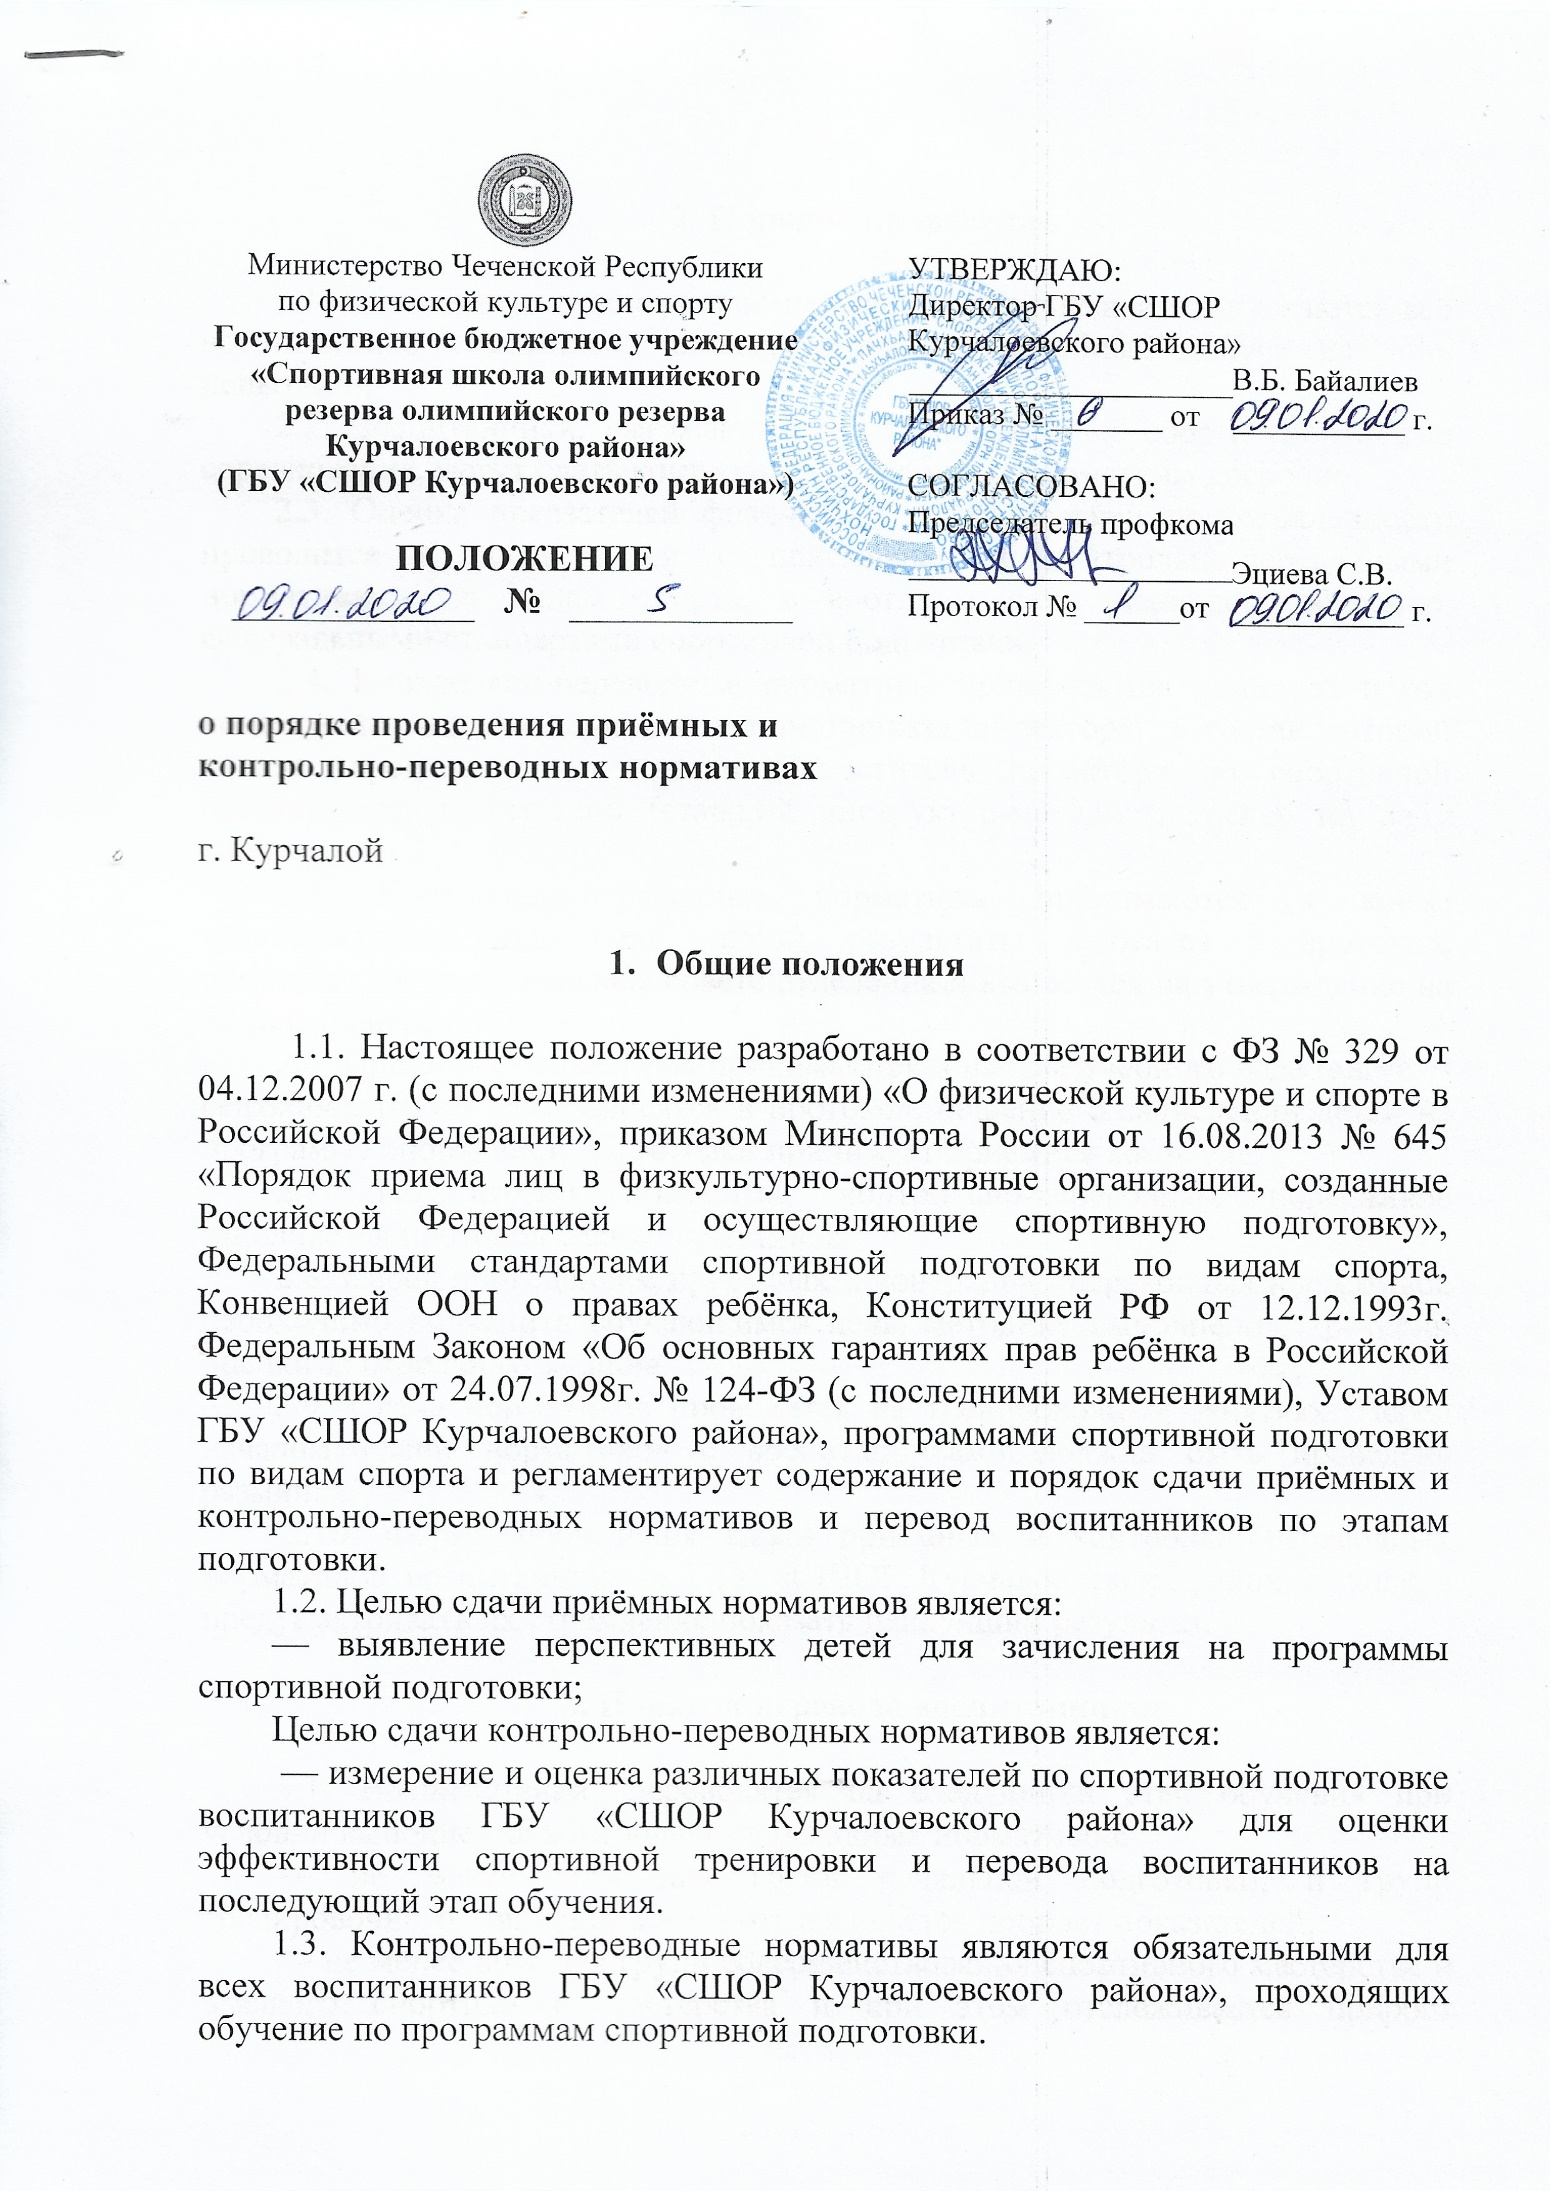 Министерство Чеченской Республики
по физической культуре и спорту
Государственное бюджетное учреждение
«Спортивная школа олимпийского
резерва олимпийского резерва
Курчалоевского района»
(ГБУ «СШОР Курчалоевского района»)
ПОЛОЖЕНИЕ
09.01.2020 № 5
УТВЕРЖДАЮ:
Директор ГБУ «СШОР
Курчалоевского района»
В.Б. Байалиев
Приказ № 6 от 09.01.2020 г.
СОГЛАСОВАНО:
Председатель профкома
Эциева С.В.
Протокол № 1 от 09.01.2020 г.
о порядке проведения приёмных и
контрольно-переводных нормативах
г. Курчалой
1. Общие положения
1.1. Настоящее положение разработано в соответствии с ФЗ № 329 от
04.12.2007 г. (с последними изменениями) «О физической культуре и спорте в
Российской Федерации», приказом Минспорта России от 16.08.2013 № 645
«Порядок приема лиц в физкультурно-спортивные организации, созданные
Российской Федерацией и осуществляющие спортивную подготовку»,
Федеральными стандартами спортивной подготовки по видам спорта,
Конвенцией ООН о правах ребёнка, Конституцией РФ от 12.12.1993г.
Федеральным Законом «Об основных гарантиях прав ребёнка в Российской
Федерации» от 24.07.1998г. № 124-ФЗ (с последними изменениями), Уставом
ГБУ «СШОР Курчалоевского района», программами спортивной подготовки
по видам спорта и регламентирует содержание и порядок сдачи приёмных и
контрольно-переводных нормативов и перевод воспитанников по этапам
подготовки.
1.2. Целью сдачи приёмных нормативов является:
— выявление перспективных детей для зачисления на программы
спортивной подготовки;
Целью сдачи контрольно-переводных нормативов является:
— измерение и оценка различных показателей по спортивной подготовке
воспитанников ГБУ «СШОР Курчалоевского района» для оценки
эффективности спортивной тренировки и перевода воспитанников на
последующий этап обучения.
1.3. Контрольно-переводные нормативы являются обязательными для
всех воспитанников ГБУ «СШОР Курчалоевского района», проходящих
обучение по программам спортивной подготовки.